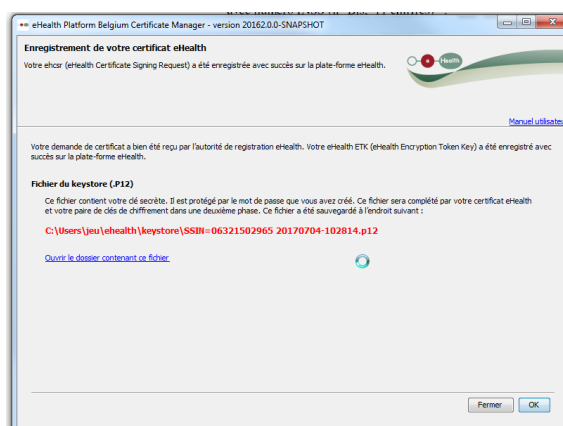 eHealth Platform Belgium Certificate Manager - version 20162.0.0-SNAPSHOT
Enregistrement de votre certificat eHealth
Votre ehcsr (eHealth Certificate Signing Request) a été enregistrée avec succès sur la plate-forme eHealth.
e Health
Manuel utilisateu
Votre demande de certificat a bien été reçu par l'autorité de registration eHealth. Votre eHealth ETK (eHealth Encryption Token Key) a été enregistré avec
succès sur la plate-forme eHealth.
Fichier du keystore (.P12)
Ce fichier contient votre clé secrète. Il est protégé par le mot de passe que vous avez créé. Ce fichier sera complété par votre certificat eHealth
et votre paire de clés de chiffrement dans une deuxième phase. Ce fichier a été sauvegardé à l'endroit suivant :
C:\Users\jeu\ehealth\keystore\SSIN=06321502965 20170704-102814.p12
Ouvrir le dossier contenant ce fichier
Fermer OK